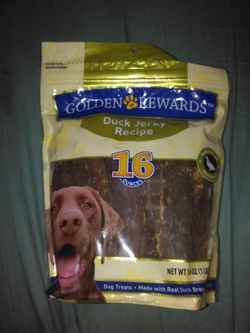 GOLDEN REWARDS
Duck Jerky
Recipe
16
OUNCES
NET WT 16 OZ (1 LB
Dog Treats • Made with Real Duck Breast